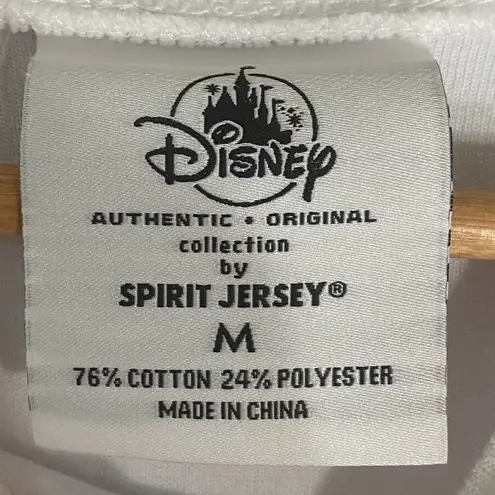 Disney
AUTHENTIC • ORIGINAL
collection
by
SPIRIT JERSEY®
M
76% COTTON 24% POLYESTER
MADE IN CHINA